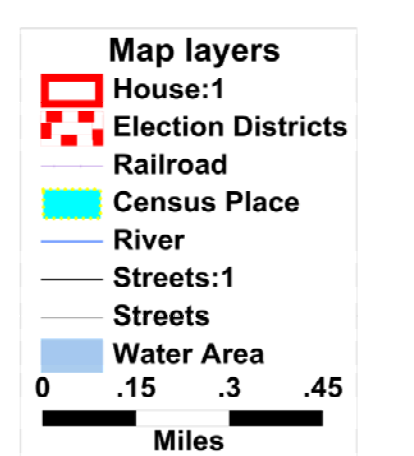 Map layers
House:1
Election Districts
Railroad
Census Place
River
Streets:1
Streets
Water Area
0 .15 .3 .45
Miles